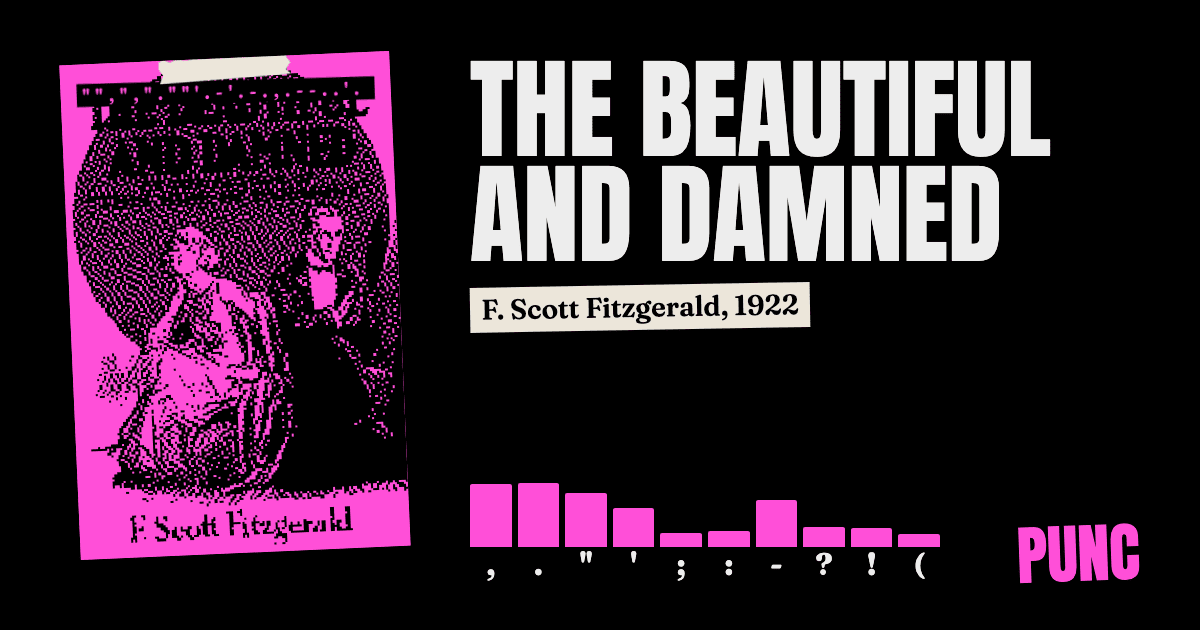 THE BEAUTIFUL
AND DAMNED
F. Scott Fitzgerald, 1922
AND DAMNED
F. Scott Fitzgerald
, . " ' ; : - ? ! (
PUNC